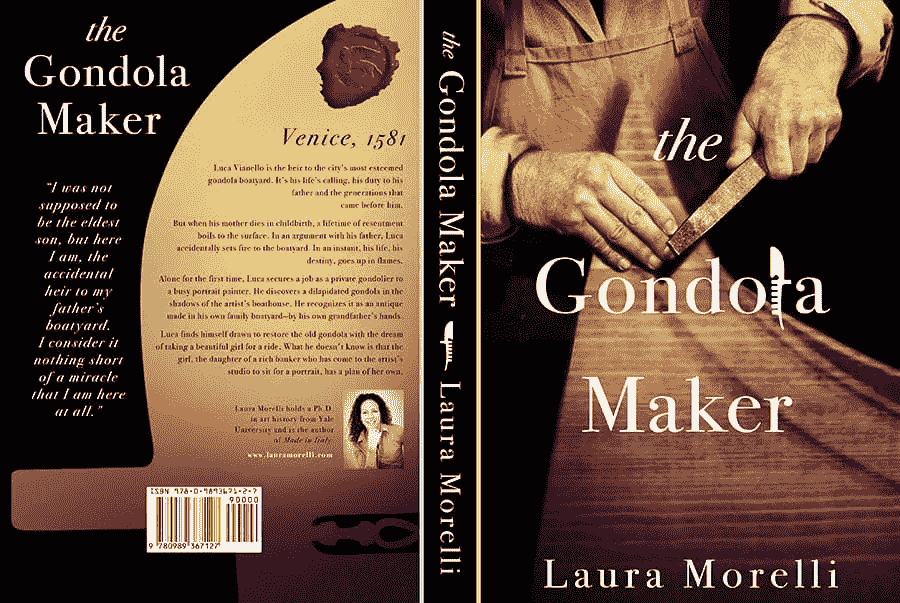 the
Gondola
Maker
"I was not
supposed to
be the eldest
son, but here
I am, the
accidental
heir to my
father's
boatyard.
I consider it
nothing short
of a miracle
that I am here
at all."
Venice, 1581
Luca Vianello is the heir to the city's most esteemed
gondola boatyard. It's his life's calling, his duty to his
father and the generations that
came before him.
But when his mother dies in childbirth, a lifetime of resentment
boils to the surface. In an argument with his father, Luca
accidentally sets fire to the boatyard. In an instant, his life, his
destiny, goes up in flames.
Alone for the first time, Luca secures a job as a private gondolier to
a busy portrait painter. He discovers a dilapidated gondola in the
shadows of the artist's boathouse. He recognizes it as an antique
made in his own family boatyard—by his own grandfather's hands.
Luca finds himself drawn to restore the old gondola with the dream
of taking a beautiful girl for a ride. What he doesn't know is that the
girl, the daughter of a rich banker who has come to the artist's
studio to sit for a portrait, has a plan of her own.
Laura Morelli holds a Ph.D.
in art history from Yale
University and is the author
of Made in Italy.
www.lauramorelli.com
ISBN 978-0-9893671-2-7
90000
9 780989 367127
the Gondola Maker Laura Morelli
the
Gondola
Maker
Laura Morelli